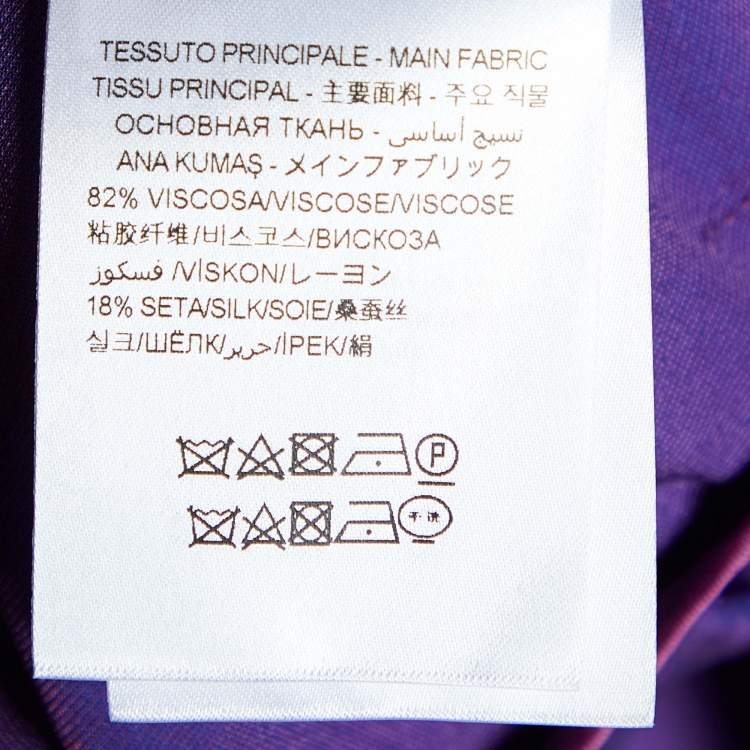 TESSUTO PRINCIPALE - MAIN FABRIC
TISSU PRINCIPAL - 主要面料 - 주요 직물
ОСНОВНАЯ ТКАНЬ - نسيج أساسي
ANA KUMAŞ - メインファブリック
82% VISCOSA/VISCOSE/VISCOSE
粘胶纤维/비스코스/ВИСКОЗА
فسكوز /VİSKON/レーヨン
18% SETA/SILK/SOIE/桑蚕丝
실크/ШЁЛК/حرير/İPEK/絹
P
干·洗